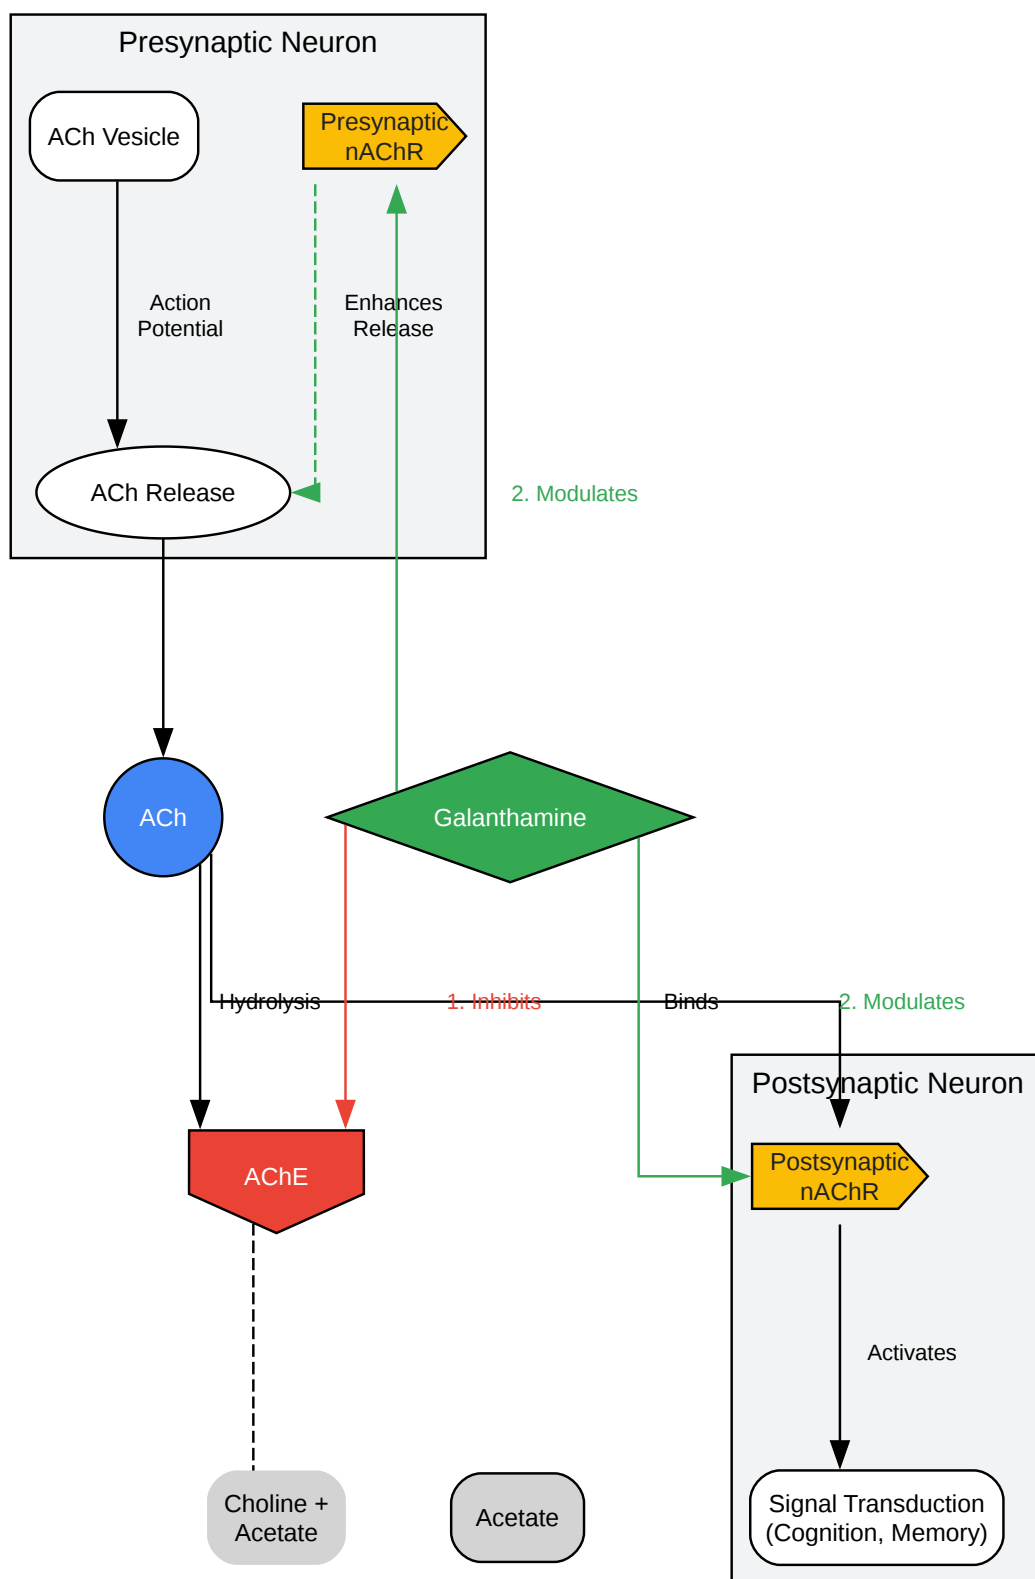 Presynaptic Neuron
ACh Vesicle
Presynaptic
nAChR
Action
Potential
Enhances
Release
ACh Release
2. Modulates
ACh
Galanthamine
Hydrolysis
1. Inhibits
Binds
2. Modulates
Postsynaptic Neuron
AChE
Postsynaptic
nAChR
Activates
Choline +
Acetate
Acetate
Signal Transduction
(Cognition, Memory)